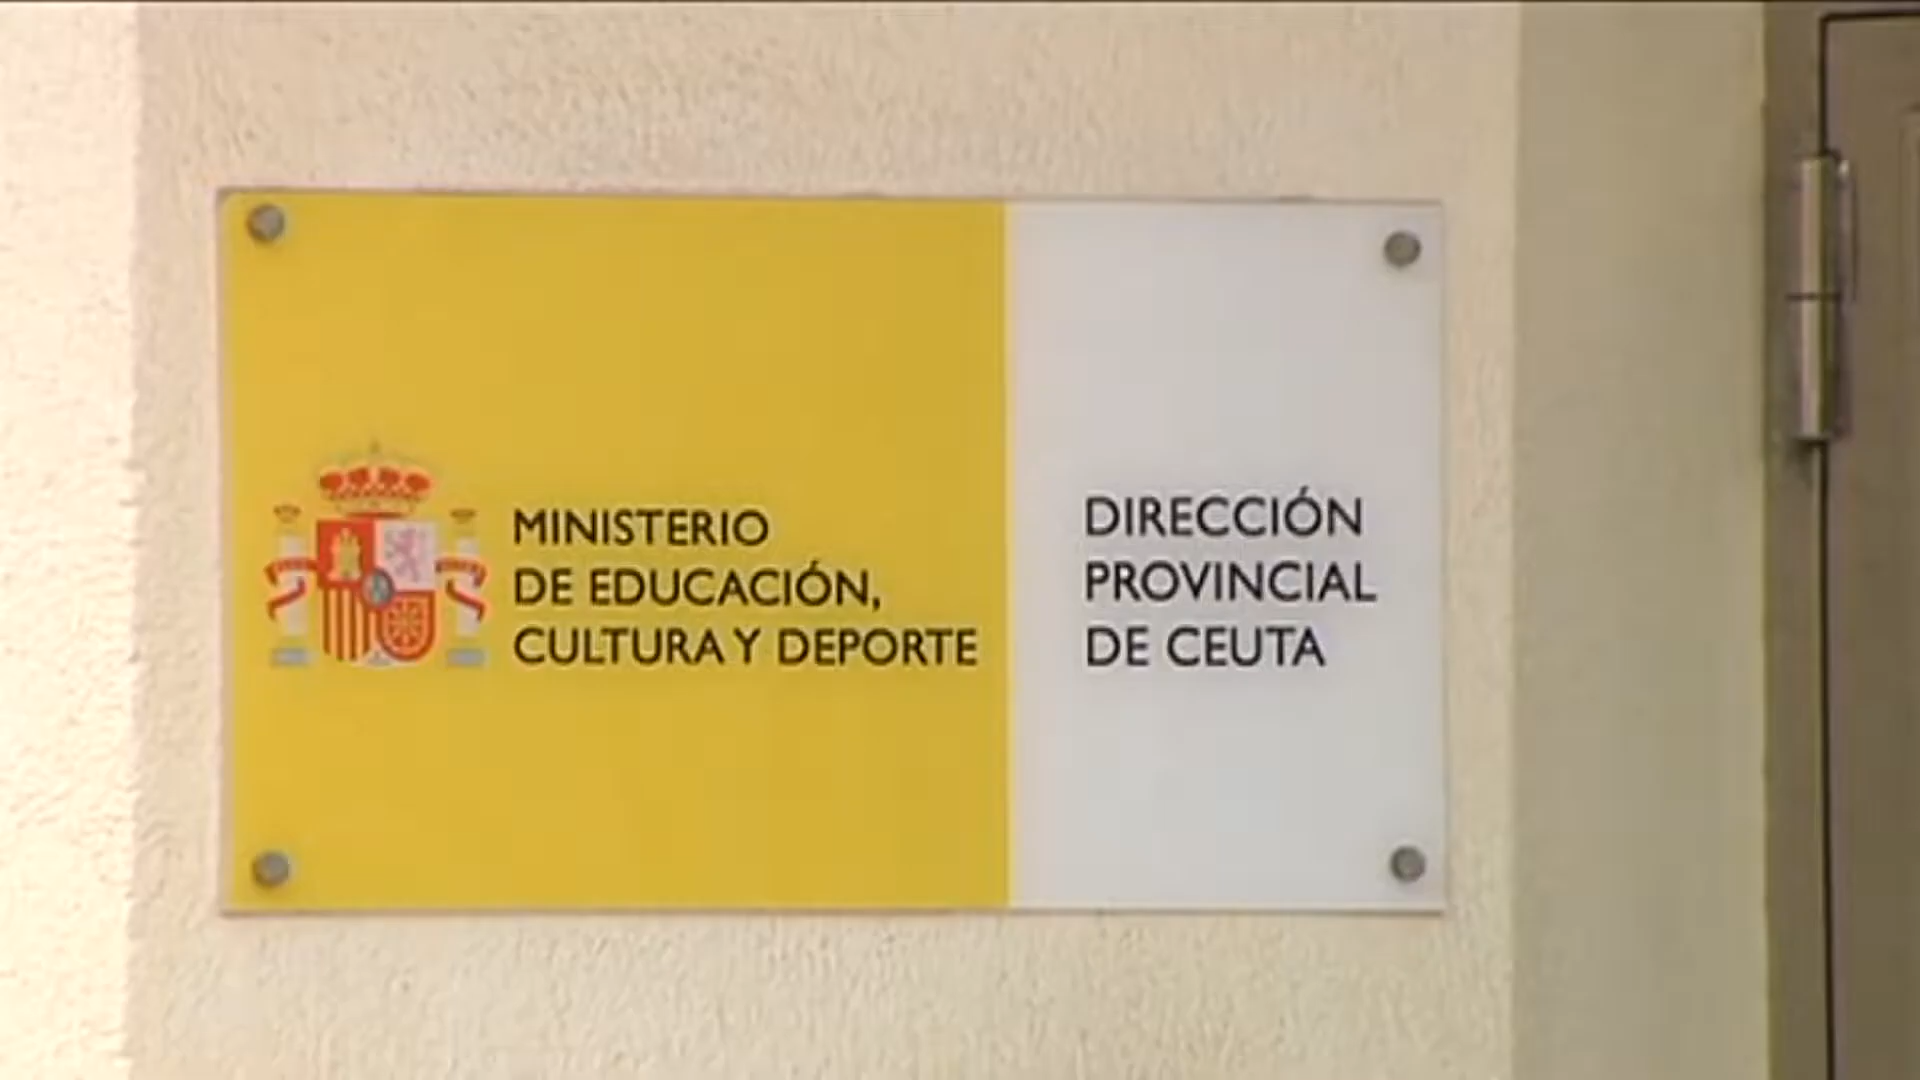 MINISTERIO
DE EDUCACIÓN,
CULTURA Y DEPORTE
DIRECCIÓN
PROVINCIAL
DE CEUTA